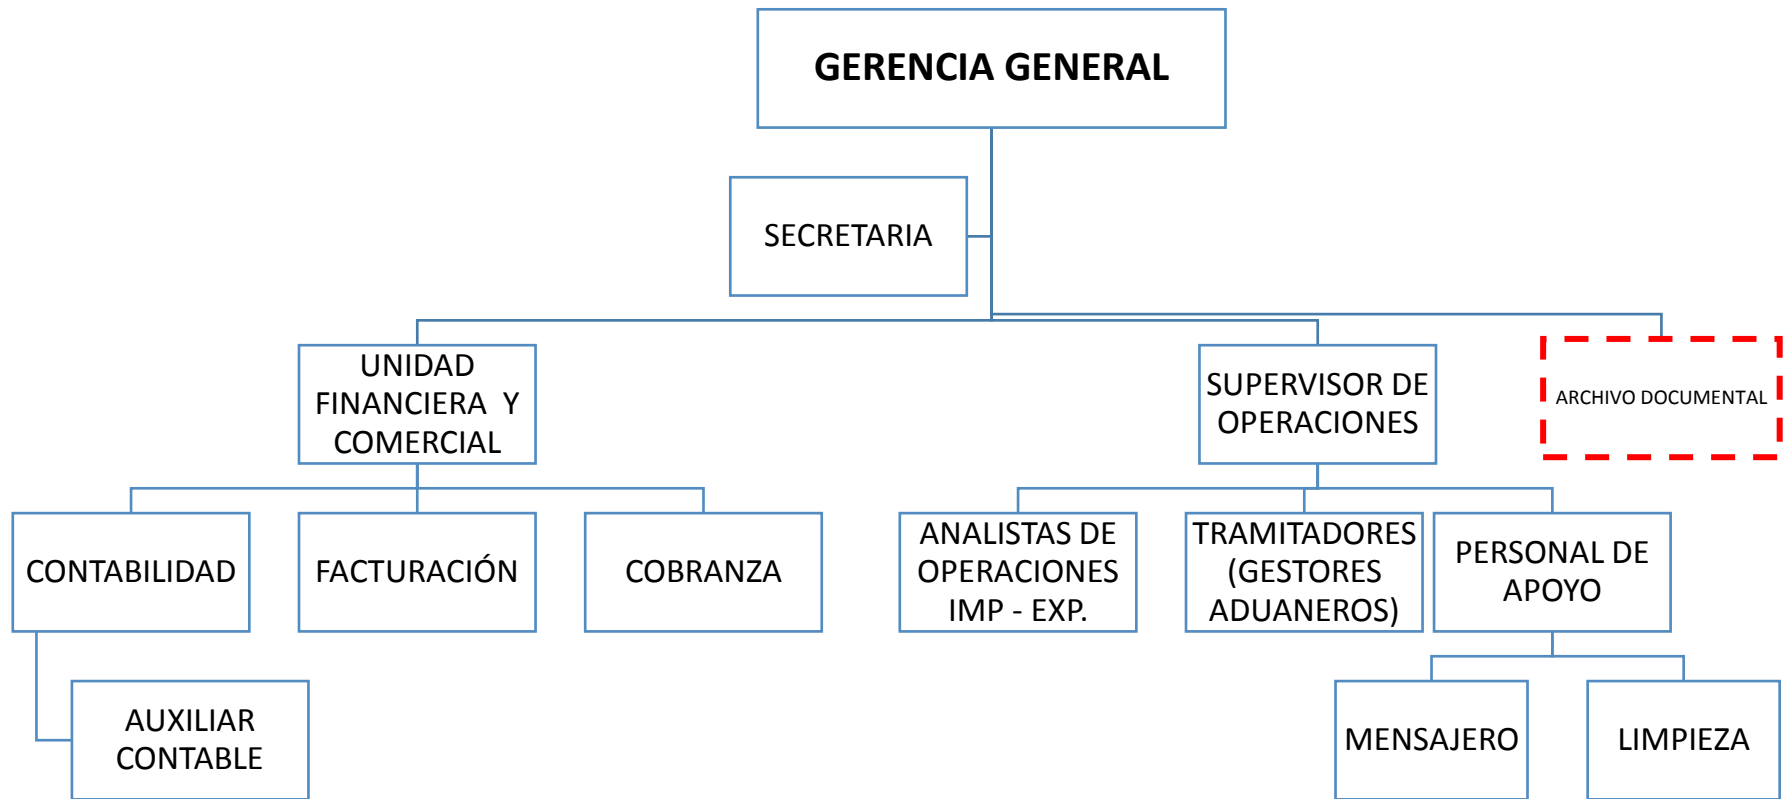 GERENCIA GENERAL
SECRETARIA
UNIDAD
FINANCIERA Y
COMERCIAL
SUPERVISOR DE
OPERACIONES
ARCHIVO DOCUMENTAL
CONTABILIDAD
FACTURACIÓN
COBRANZA
ANALISTAS DE
OPERACIONES
IMP - EXP.
TRAMITADORES
(GESTORES
ADUANEROS)
PERSONAL DE
APOYO
AUXILIAR
CONTABLE
MENSAJERO
LIMPIEZA